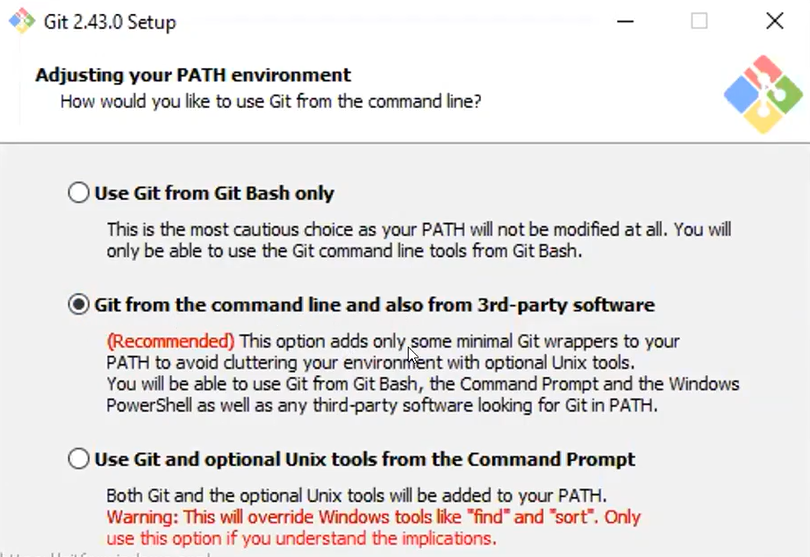 Git 2.43.0 Setup
Adjusting your PATH environment
How would you like to use Git from the command line?
Use Git from Git Bash only
This is the most cautious choice as your PATH will not be modified at all. You will
only be able to use the Git command line tools from Git Bash.
Git from the command line and also from 3rd-party software
(Recommended) This option adds only some minimal Git wrappers to your
PATH to avoid cluttering your environment with optional Unix tools.
You will be able to use Git from Git Bash, the Command Prompt and the Windows
PowerShell as well as any third-party software looking for Git in PATH.
Use Git and optional Unix tools from the Command Prompt
Both Git and the optional Unix tools will be added to your PATH.
Warning: This will override Windows tools like "find" and "sort". Only
use this option if you understand the implications.